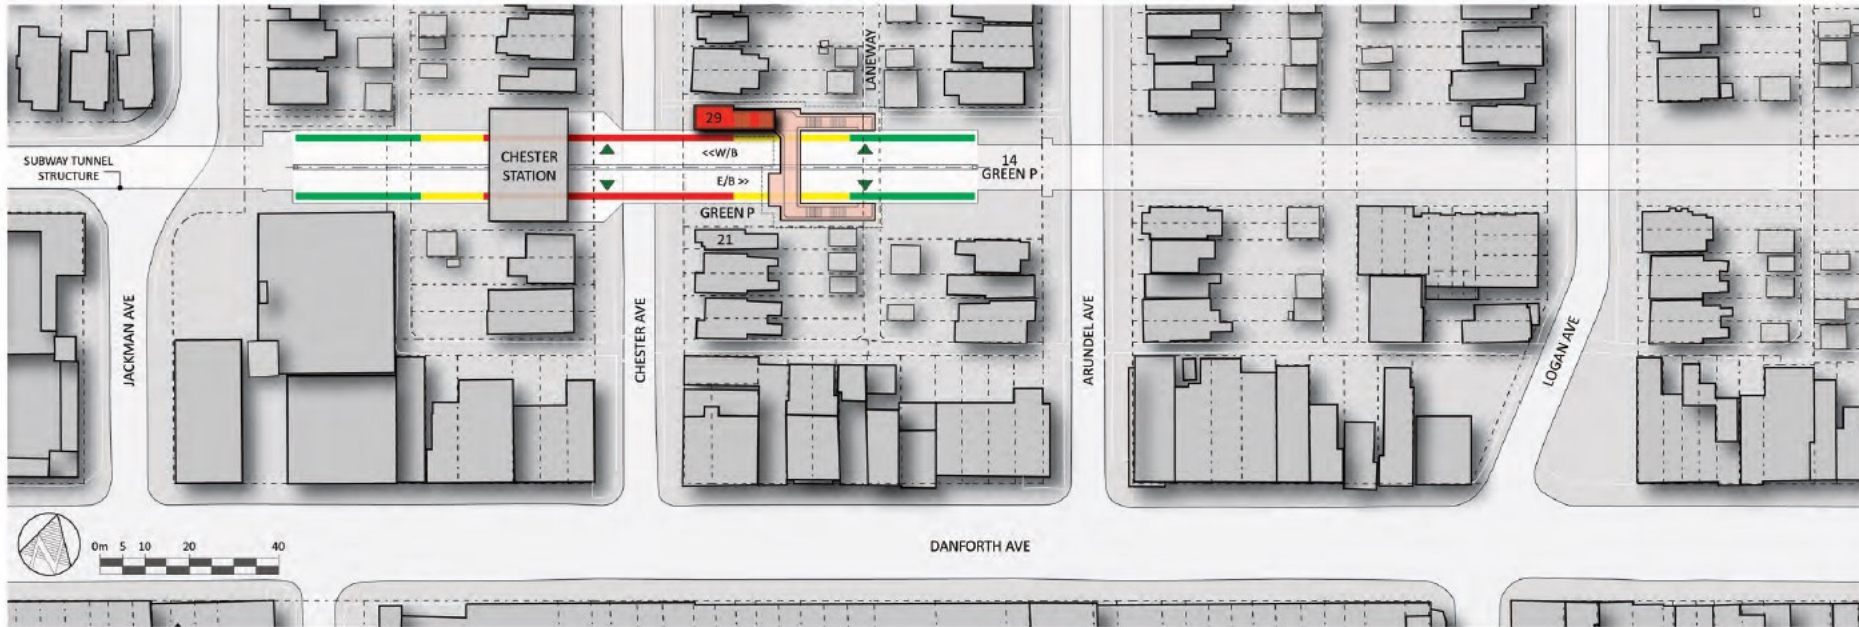 LANEWAY
29
<<W/B
SUBWAY TUNNEL
STRUCTURE
CHESTER
STATION
14
GREEN P
E/B >>
GREEN P
21
JACKMAN AVE
CHESTER AVE
ARUNDEL AVE
LOGAN AVE
N
0m 5 10 20 40
DANFORTH AVE